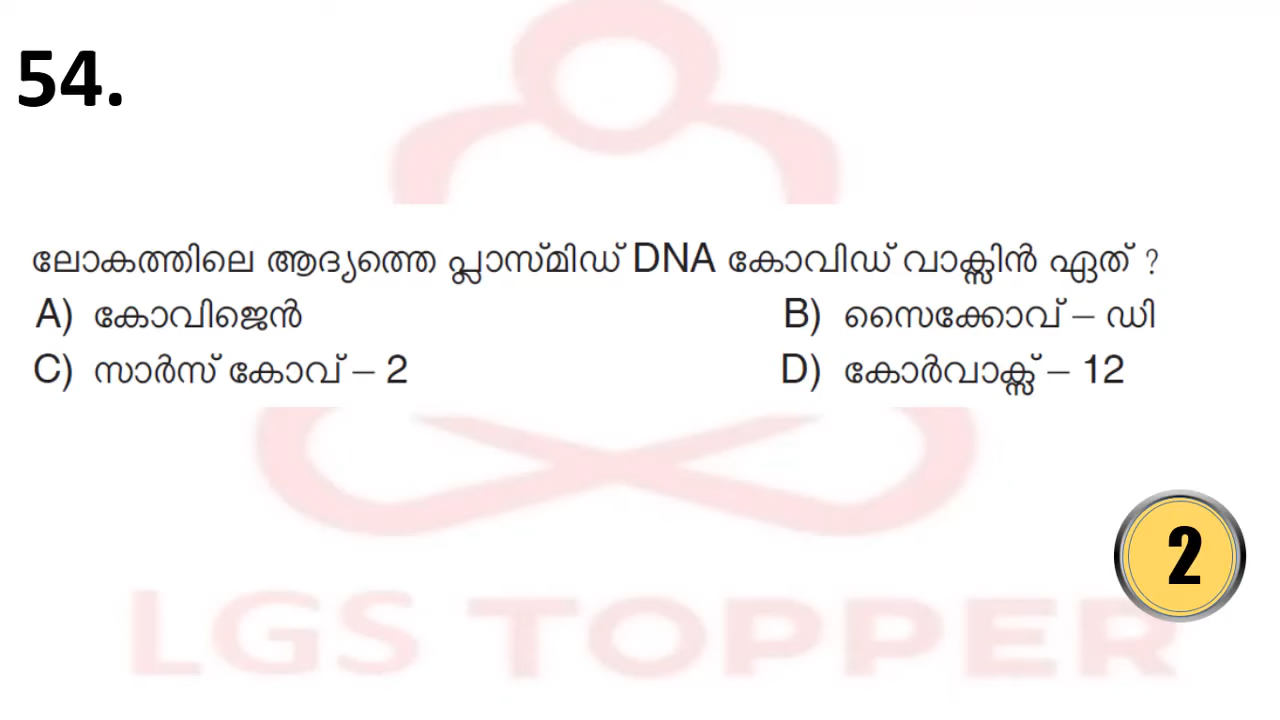 54.
ലോകത്തിലെ ആദ്യത്തെ പ്ലാസ്മിഡ് DNA കോവിഡ് വാക്സിൻ ഏത് ?
A) കോവിജെൻ B) സൈക്കോവ് – ഡി
C) സാർസ് കോവ് – 2 D) കോർവാക്സ് – 12
2
LGS TOPPER